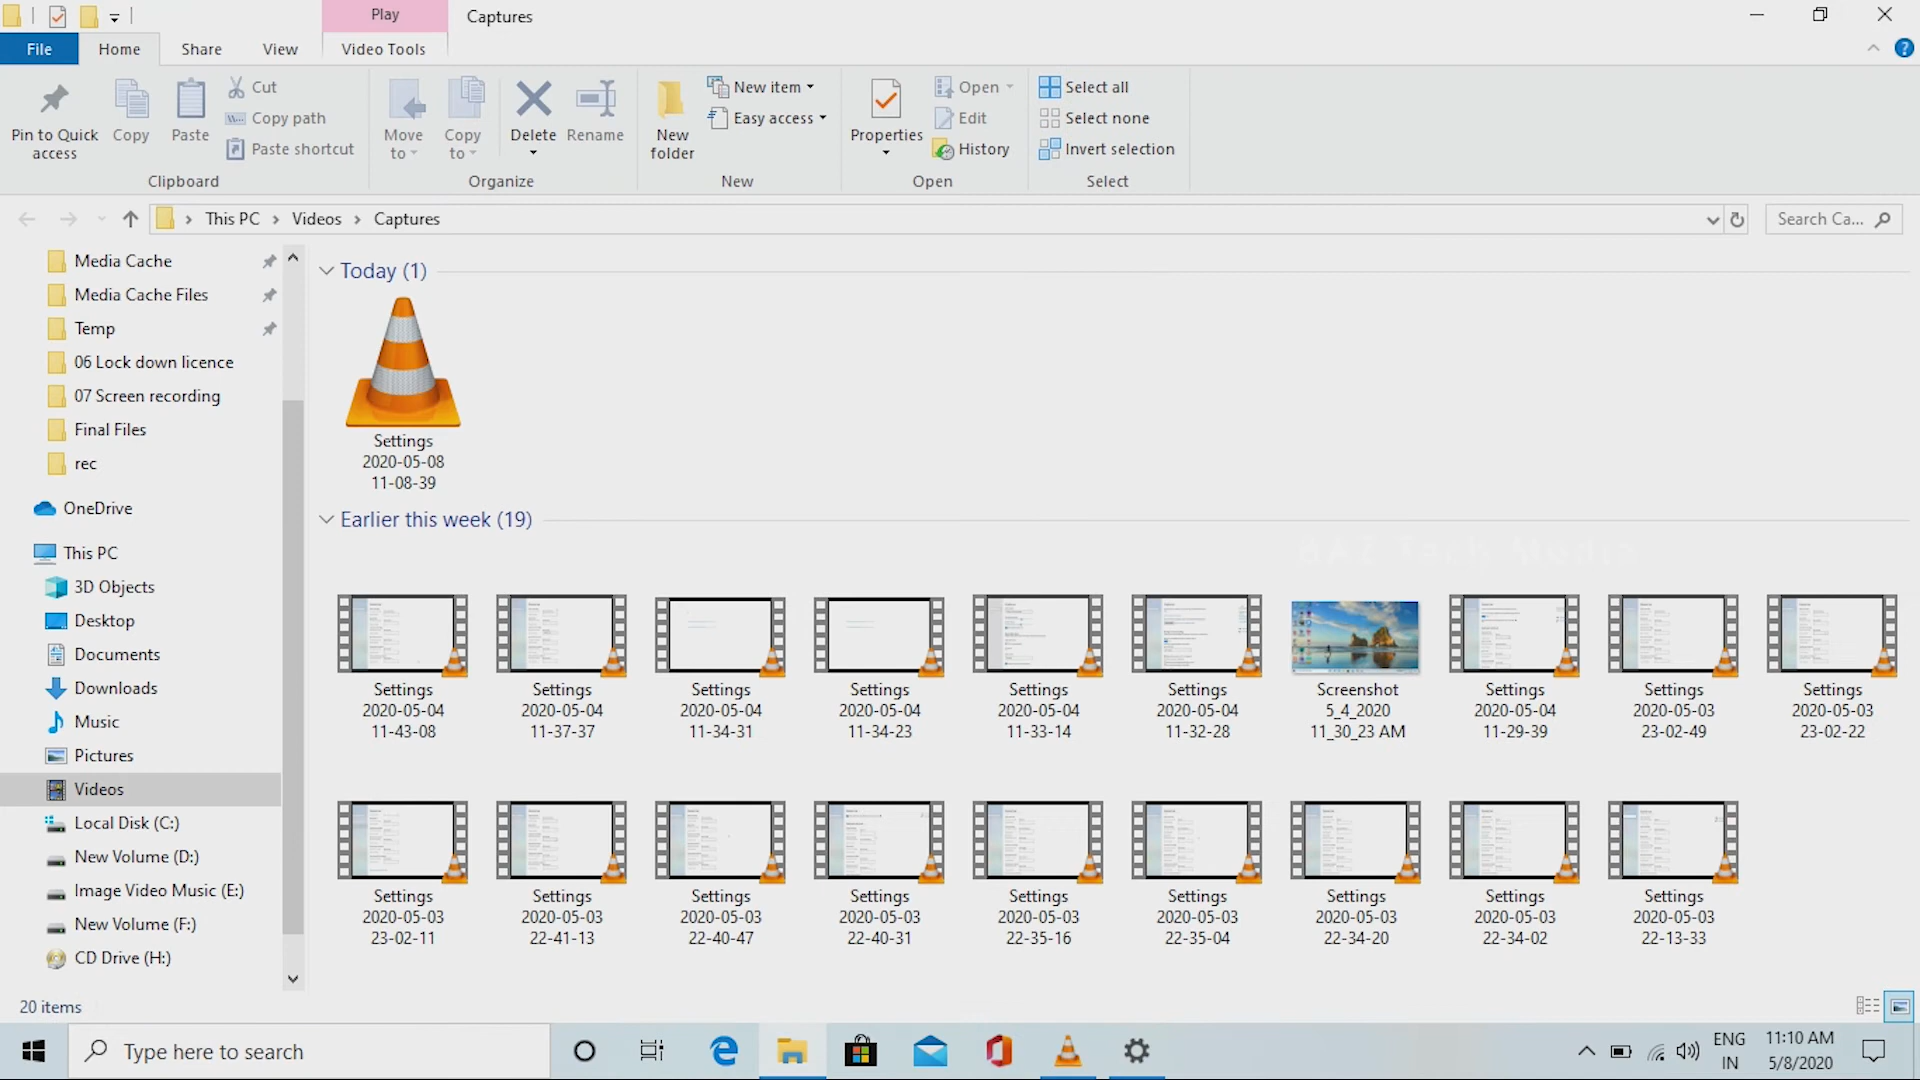 Play
Captures
File
Home
Share
View
Video Tools
Pin to Quick
access
Copy
Paste
Cut
Copy path
Paste shortcut
Clipboard
Move
to
Copy
to
Delete
Rename
Organize
New
folder
New item
Easy access
New
Properties
Open
Edit
History
Open
Select all
Select none
Invert selection
Select
This PC
Videos
Captures
Search Ca...
Media Cache
Media Cache Files
Temp
06 Lock down licence
07 Screen recording
Final Files
rec
OneDrive
This PC
3D Objects
Desktop
Documents
Downloads
Music
Pictures
Videos
Local Disk (C:)
New Volume (D:)
Image Video Music (E:)
New Volume (F:)
CD Drive (H:)
Today (1)
Settings
2020-05-08
11-08-39
Earlier this week (19)
Tech Media
Settings
2020-05-04
11-43-08
Settings
2020-05-04
11-37-37
Settings
2020-05-04
11-34-31
Settings
2020-05-04
11-34-23
Settings
2020-05-04
11-33-14
Settings
2020-05-04
11-32-28
Screenshot
5_4_2020
11_30_23 AM
Settings
2020-05-04
11-29-39
Settings
2020-05-03
23-02-49
Settings
2020-05-03
23-02-22
Settings
2020-05-03
23-02-11
Settings
2020-05-03
22-41-13
Settings
2020-05-03
22-40-47
Settings
2020-05-03
22-40-31
Settings
2020-05-03
22-35-16
Settings
2020-05-03
22-35-04
Settings
2020-05-03
22-34-20
Settings
2020-05-03
22-34-02
Settings
2020-05-03
22-13-33
20 items
Type here to search
ENG
IN
11:10 AM
5/8/2020